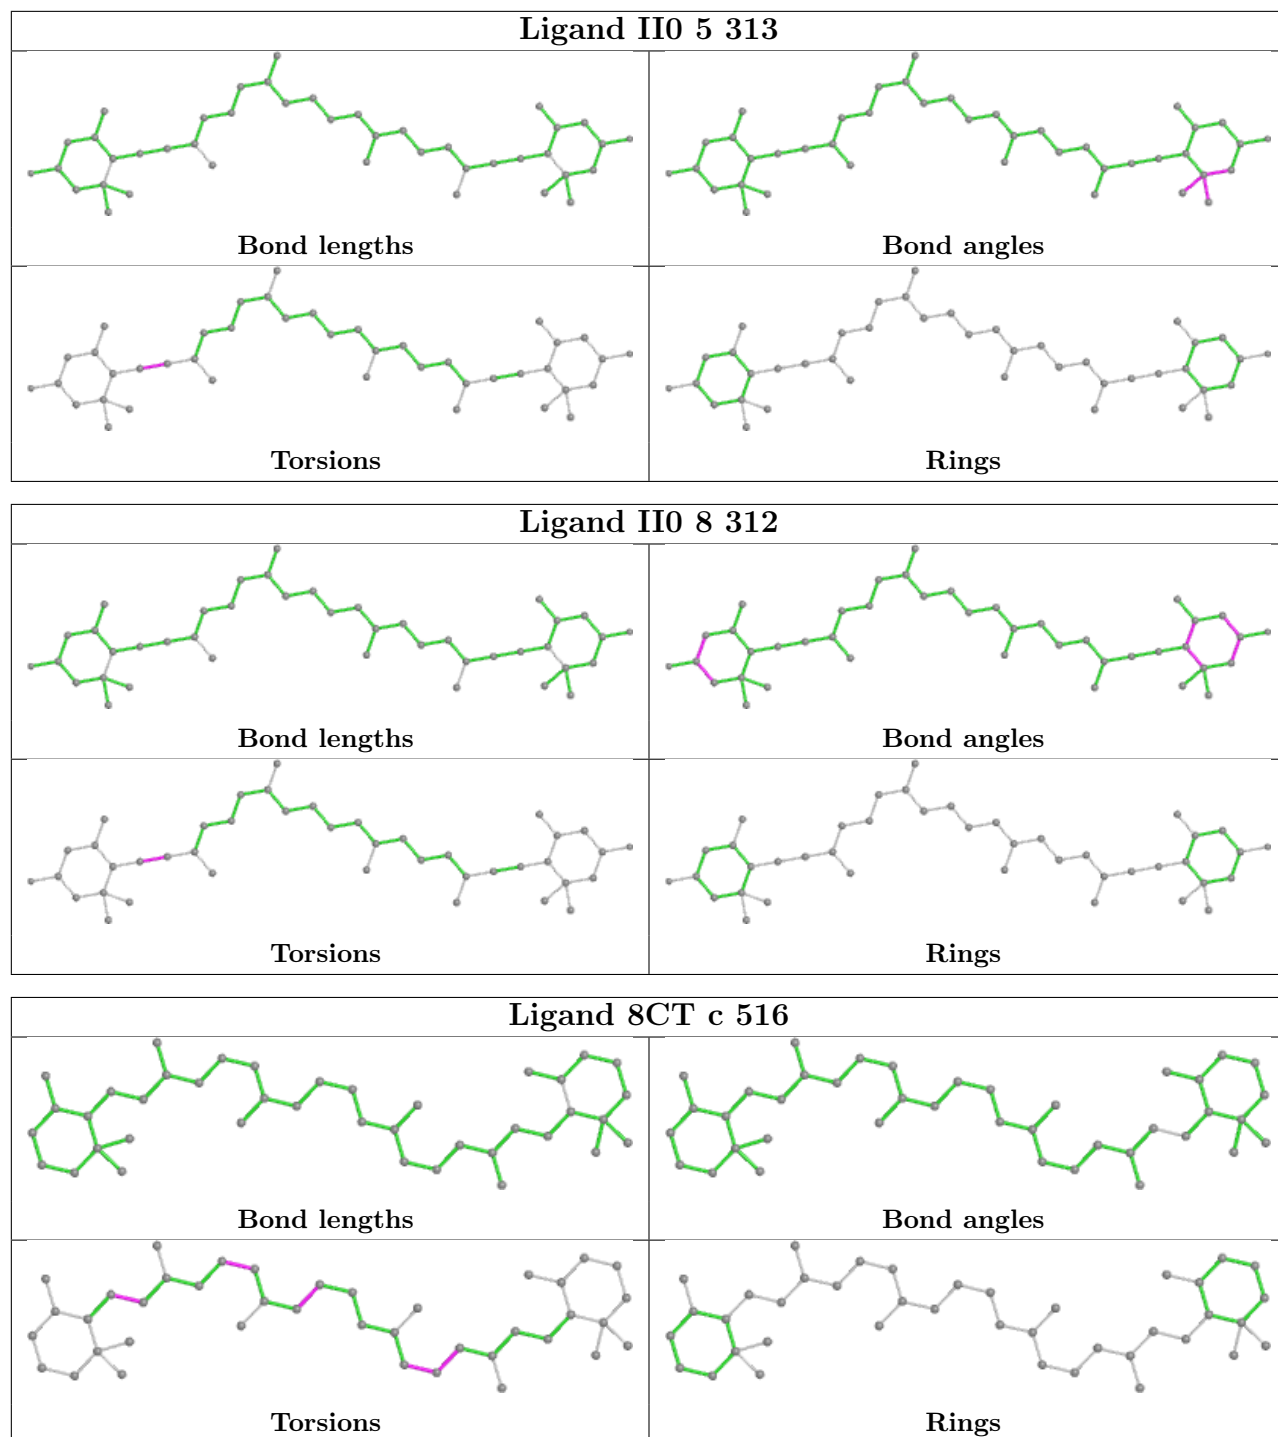 Ligand II0 5 313
Bond lengths
Bond angles
Torsions
Rings
Ligand II0 8 312
Bond lengths
Bond angles
Torsions
Rings
Ligand 8CT c 516
Bond lengths
Bond angles
Torsions
Rings